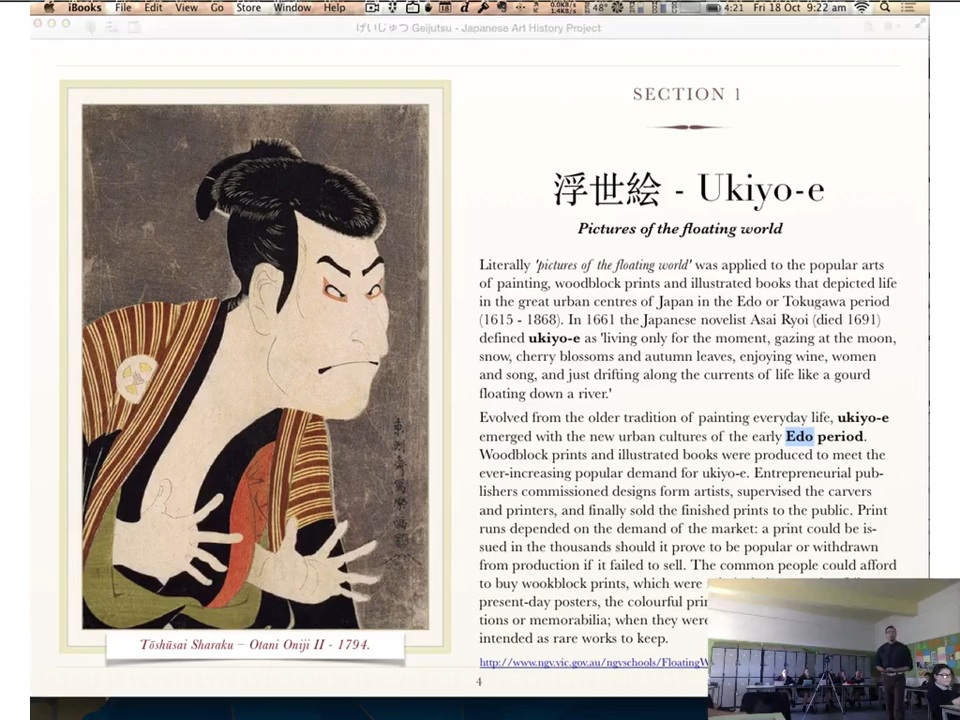 iBooks File Edit View Go Store Window Help
48° 4:21 Fri 18 Oct 9:22 am
げいじゅつ Geijutsu - Japanese Art History Project
SECTION 1
浮世絵 - Ukiyo-e
Pictures of the floating world
Literally 'pictures of the floating world' was applied to the popular arts
of painting, woodblock prints and illustrated books that depicted life
in the great urban centres of Japan in the Edo or Tokugawa period
(1615 - 1868). In 1661 the Japanese novelist Asai Ryoi (died 1691)
defined ukiyo-e as 'living only for the moment, gazing at the moon,
snow, cherry blossoms and autumn leaves, enjoying wine, women
and song, and just drifting along the currents of life like a gourd
floating down a river.'
Evolved from the older tradition of painting everyday life, ukiyo-e
emerged with the new urban cultures of the early Edo period.
Woodblock prints and illustrated books were produced to meet the
ever-increasing popular demand for ukiyo-e. Entrepreneurial pub-
lishers commissioned designs form artists, supervised the carvers
and printers, and finally sold the finished prints to the public. Print
runs depended on the demand of the market: a print could be is-
sued in the thousands should it prove to be popular or withdrawn
from production if it failed to sell. The common people could afford
to buy wookblock prints, which were
present-day posters, the colourful prin
tions or memorabilia; when they were
intended as rare works to keep.
http://www.ngv.vic.gov.au/ngvschools/FloatingW
Tōshūsai Sharaku – Otani Oniji II - 1794.
4